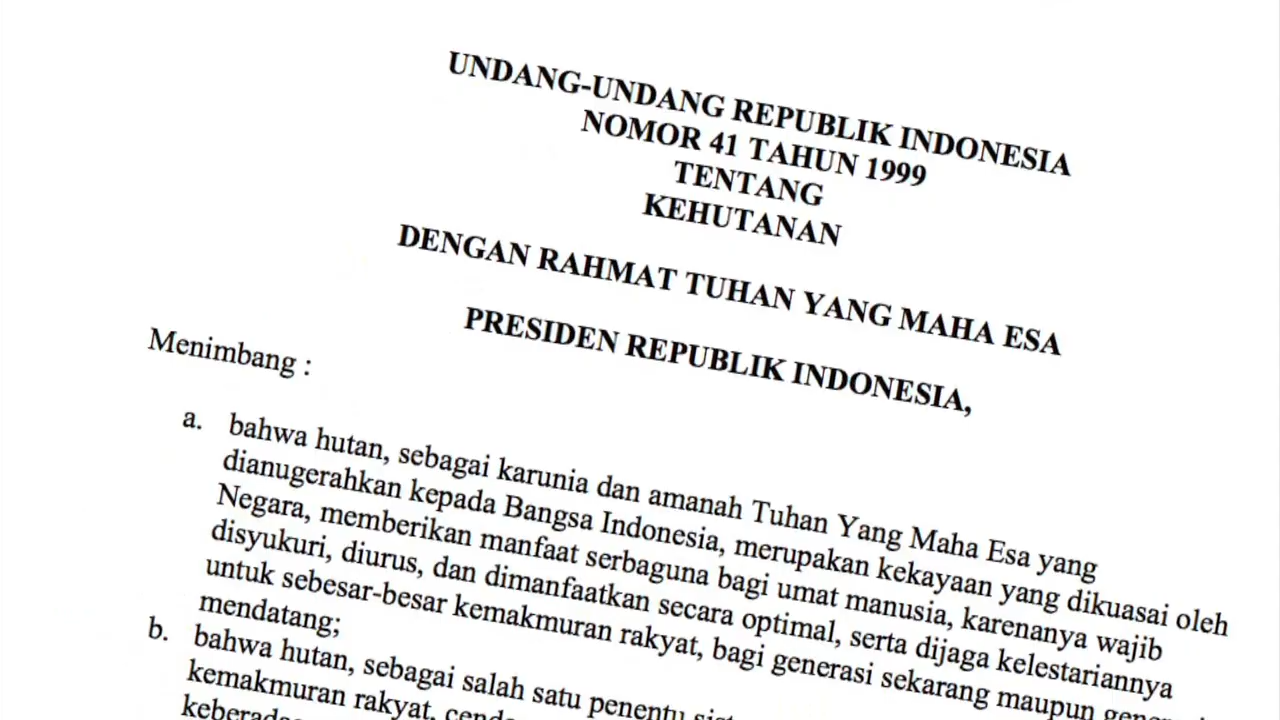 UNDANG-UNDANG REPUBLIK INDONESIA
NOMOR 41 TAHUN 1999
TENTANG
KEHUTANAN
DENGAN RAHMAT TUHAN YANG MAHA ESA
PRESIDEN REPUBLIK INDONESIA,
Menimbang :
a. bahwa hutan, sebagai karunia dan amanah Tuhan Yang Maha Esa yang
dianugerahkan kepada Bangsa Indonesia, merupakan kekayaan yang dikuasai oleh
Negara, memberikan manfaat serbaguna bagi umat manusia, karenanya wajib
disyukuri, diurus, dan dimanfaatkan secara optimal, serta dijaga kelestariannya
untuk sebesar-besar kemakmuran rakyat, bagi generasi sekarang maupun
mendatang;
b. bahwa hutan, sebagai salah satu penentu
kemakmuran rakyat,